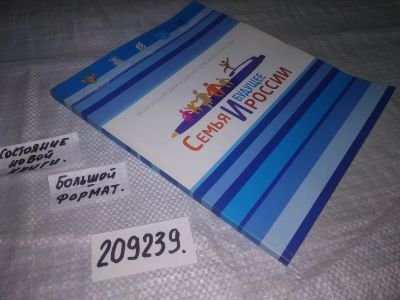 СЕМЬЯ
И БУДУЩЕЕ
РОССИИ
СОСТОЯНИЕ
НОВОЙ
КНИГИ.
БОЛЬШОЙ
ФОРМАТ.
209239.